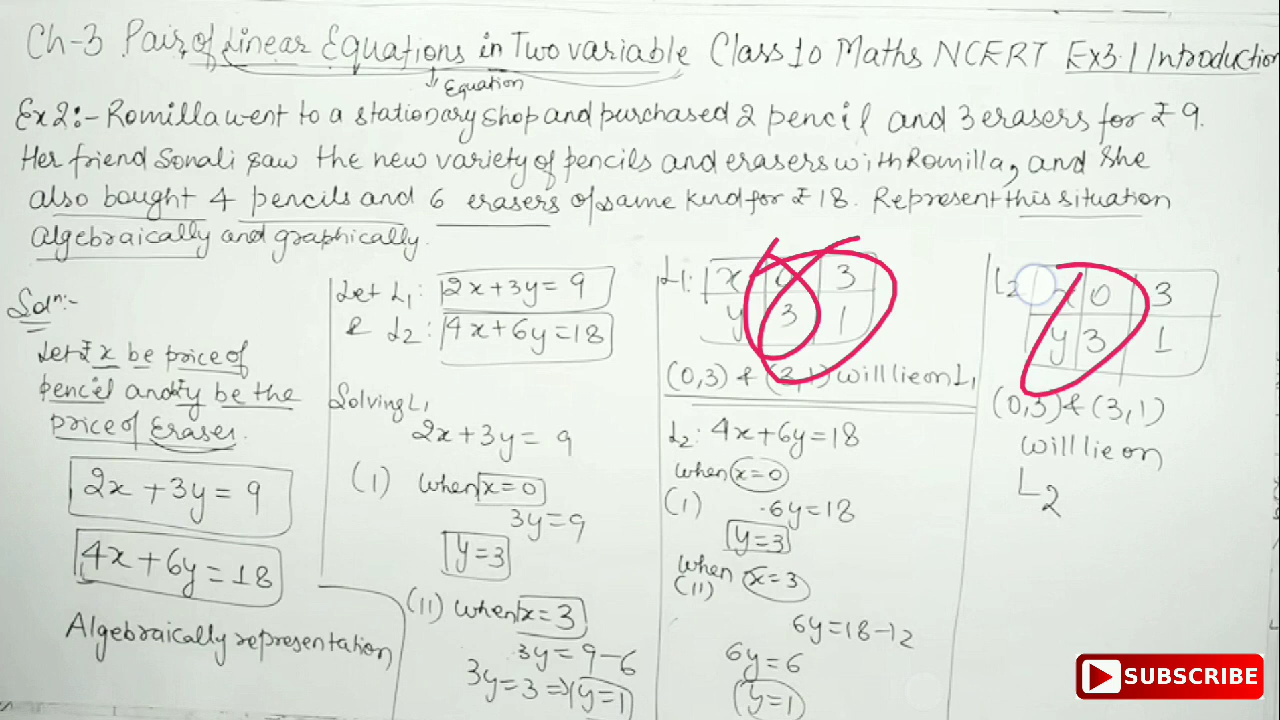 Ch-3 Pair of Linear Equations in Two variable Class 10 Maths NCERT Ex3.1 Introduction
Equation
Ex2:- Romilla went to a stationary shop and purchased 2 pencil and 3 erasers for ₹ 9.
Her friend Sonali saw the new variety of pencils and erasers with Romilla, and she
also bought 4 pencils and 6 erasers of same kind for ₹ 18. Represent this situation
algebraically and graphically.
Solⁿ:-
Let ₹ x be price of
pencil and ₹ y be the
price of Eraser.
2x + 3y = 9
4x + 6y = 18
Algebraically representation
Let L1: 2x + 3y = 9
& L2: 4x + 6y = 18
Solving L1
2x + 3y = 9
(I) when x = 0
3y = 9
y = 3
(II) when x = 3
3y = 9 - 6
3y = 3 => y = 1
L1: x 0 3
y 3 1
(0,3) & (3,1) will lie on L1
L2: 4x + 6y = 18
when x = 0
(I) 6y = 18
y = 3
when x = 3
(II)
6y = 18 - 12
6y = 6
y = 1
L2 x 0 3
y 3 1
(0,3) & (3,1)
will lie on
L2
SUBSCRIBE